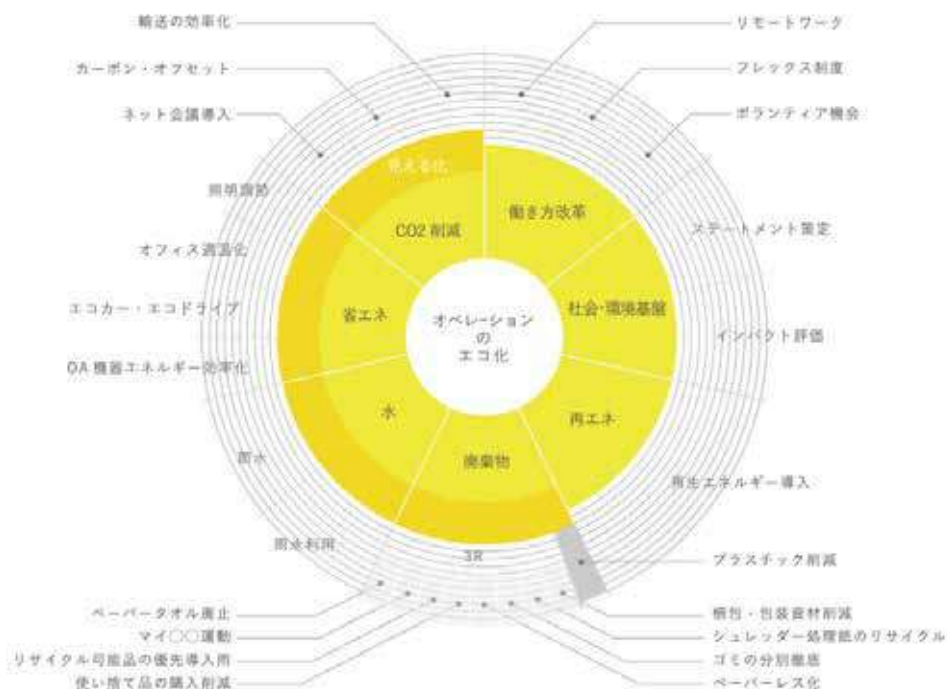 輸送の効率化
リモートワーク
カーボン・オフセット
フレックス制度
ネット会議導入
ボランティア機会
見える化
照明調節
CO2 削減
働き方改革
ステートメント策定
オフィス適温化
エコカー・エコドライブ
省エネ
オペレーション
の
エコ化
社会・環境基盤
インパクト評価
OA 機器エネルギー効率化
水
再エネ
廃棄物
節水
再生エネルギー導入
雨水利用
3R
プラスチック削減
ペーパータオル廃止
梱包・包装資材削減
マイ〇〇運動
シュレッダー処理紙のリサイクル
リサイクル可能品の優先導入用
ゴミの分別徹底
使い捨て品の購入削減
ペーパーレス化